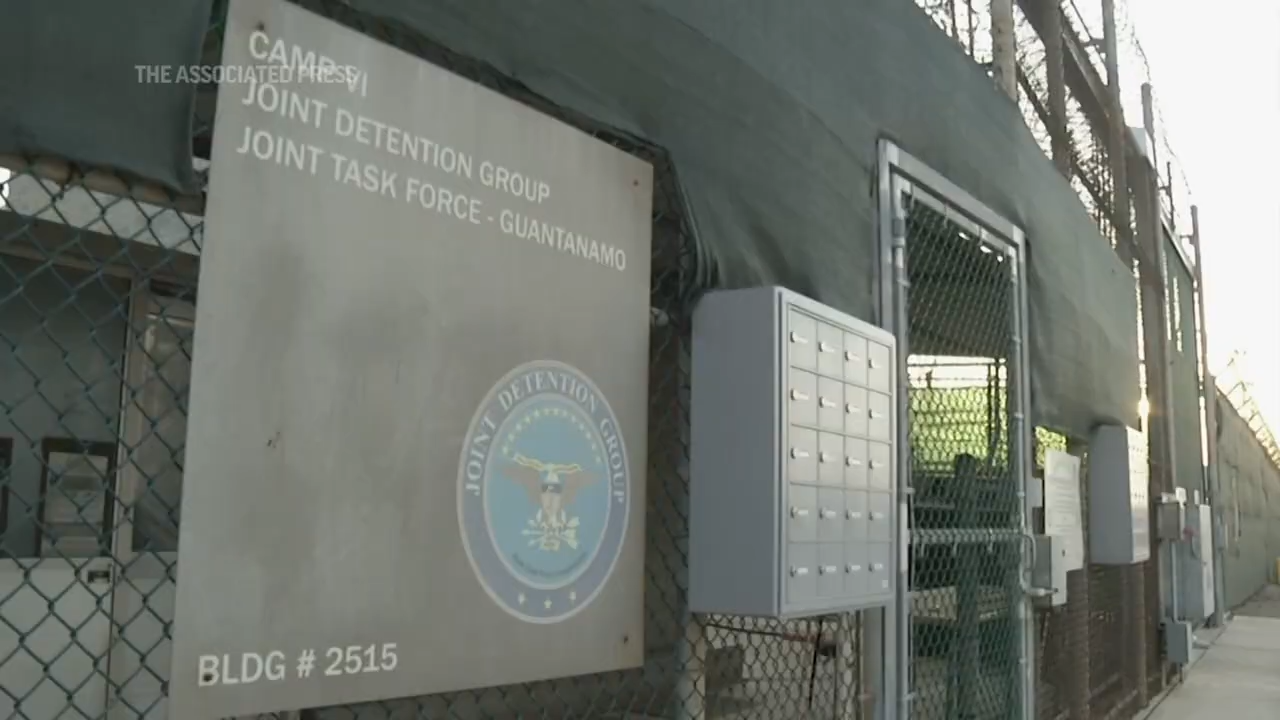 THE ASSOCIATED PRESS
CAMP VI
JOINT DETENTION GROUP
JOINT TASK FORCE - GUANTANAMO
JOINT DETENTION GROUP
BLDG # 2515